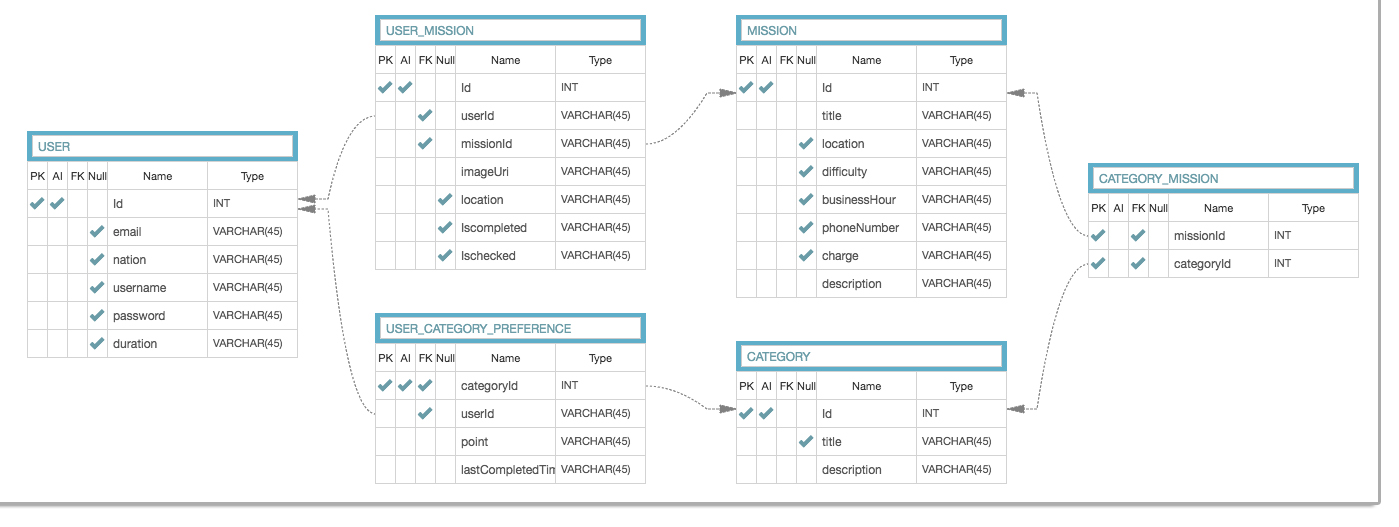 USER
PK AI FK Null Name Type
Id INT
email VARCHAR(45)
nation VARCHAR(45)
username VARCHAR(45)
password VARCHAR(45)
duration VARCHAR(45)
USER_MISSION
PK AI FK Null Name Type
Id INT
userId VARCHAR(45)
missionId VARCHAR(45)
imageUri VARCHAR(45)
location VARCHAR(45)
Iscompleted VARCHAR(45)
Ischecked VARCHAR(45)
USER_CATEGORY_PREFERENCE
PK AI FK Null Name Type
categoryId INT
userId VARCHAR(45)
point VARCHAR(45)
lastCompletedTim VARCHAR(45)
MISSION
PK AI FK Null Name Type
Id INT
title VARCHAR(45)
location VARCHAR(45)
difficulty VARCHAR(45)
businessHour VARCHAR(45)
phoneNumber VARCHAR(45)
charge VARCHAR(45)
description VARCHAR(45)
CATEGORY
PK AI FK Null Name Type
Id INT
title VARCHAR(45)
description VARCHAR(45)
CATEGORY_MISSION
PK AI FK Null Name Type
missionId INT
categoryId INT